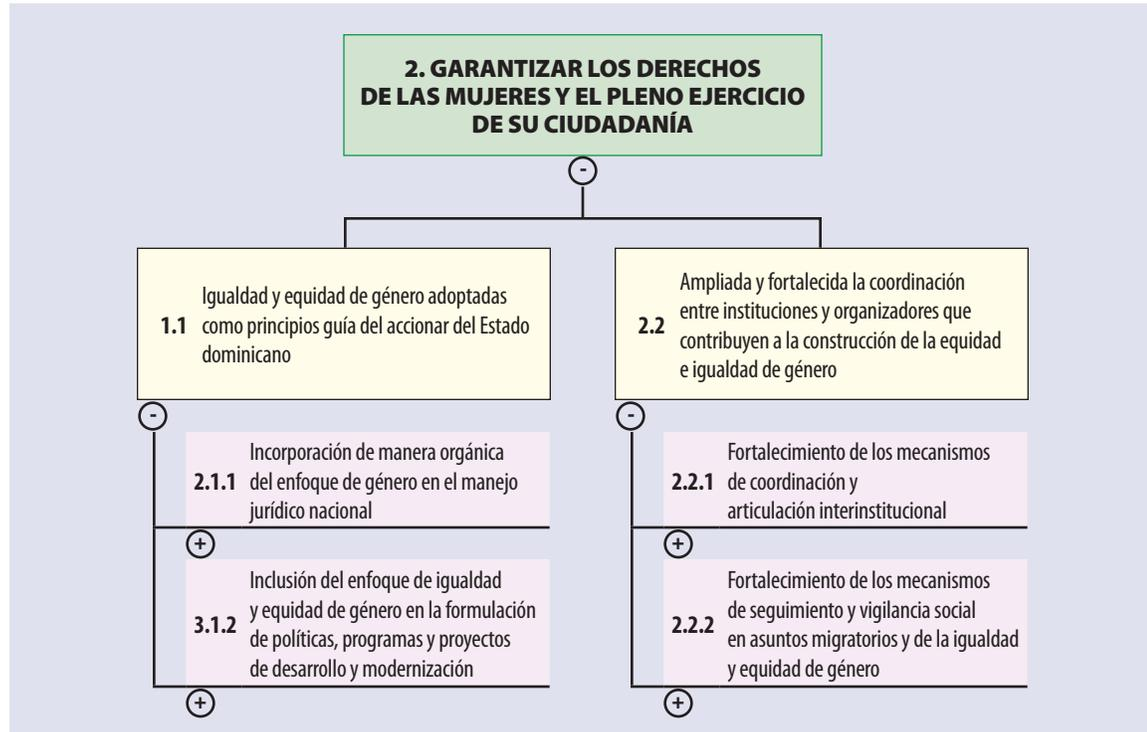 2. GARANTIZAR LOS DERECHOS
DE LAS MUJERES Y EL PLENO EJERCICIO
DE SU CIUDADANÍA
-
1.1 Igualdad y equidad de género adoptadas
como principios guía del accionar del Estado
dominicano
-
2.1.1 Incorporación de manera orgánica
del enfoque de género en el manejo
jurídico nacional
+
3.1.2 Inclusión del enfoque de igualdad
y equidad de género en la formulación
de políticas, programas y proyectos
de desarrollo y modernización
+
2.2 Ampliada y fortalecida la coordinación
entre instituciones y organizadores que
contribuyen a la construcción de la equidad
e igualdad de género
-
2.2.1 Fortalecimiento de los mecanismos
de coordinación y
articulación interinstitucional
+
2.2.2 Fortalecimiento de los mecanismos
de seguimiento y vigilancia social
en asuntos migratorios y de la igualdad
y equidad de género
+